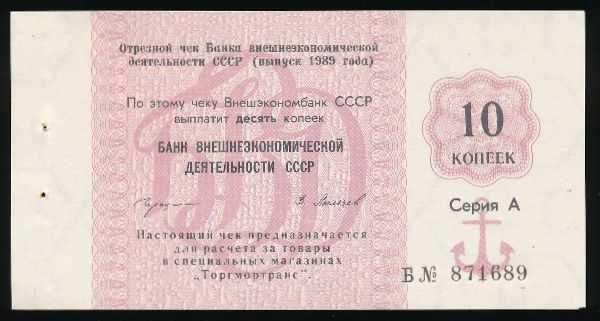 Отрезной чек Банка внешнеэкономической
деятельности СССР (выпуск 1989 года)
По этому чеку Внешэкономбанк СССР
выплатит десять копеек
БАНК ВНЕШНЕЭКОНОМИЧЕСКОЙ
ДЕЯТЕЛЬНОСТИ СССР
Настоящий чек предназначается
для расчета за товары
в специальных магазинах
„Торгмортранс".
10
КОПЕЕК
Серия А
Б № 871689